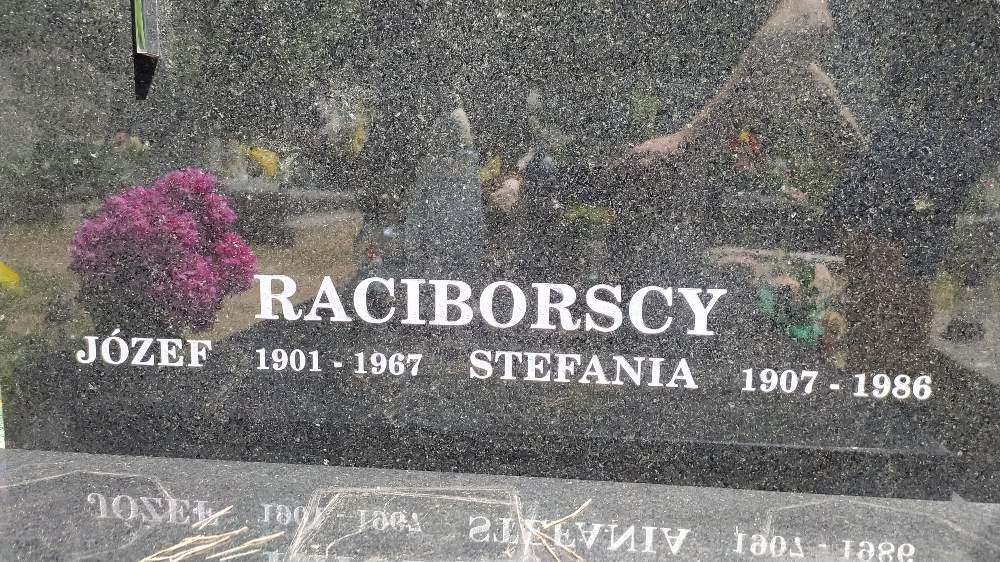 RACIBORSCY
JÓZEF 1901 - 1967 STEFANIA 1907 - 1986